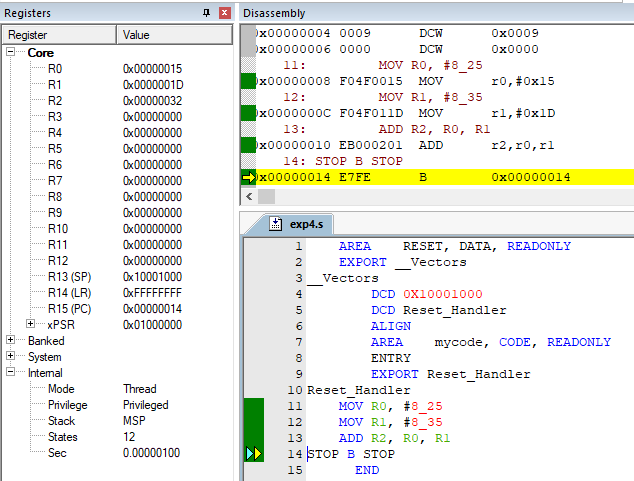 Registers
Register Value
Core
R0 0x00000015
R1 0x0000001D
R2 0x00000032
R3 0x00000000
R4 0x00000000
R5 0x00000000
R6 0x00000000
R7 0x00000000
R8 0x00000000
R9 0x00000000
R10 0x00000000
R11 0x00000000
R12 0x00000000
R13 (SP) 0x10001000
R14 (LR) 0xFFFFFFFF
R15 (PC) 0x00000014
xPSR 0x01000000
Banked
System
Internal
Mode Thread
Privilege Privileged
Stack MSP
States 12
Sec 0.00000100
Disassembly
0x00000004 0009 DCW 0x0009
0x00000006 0000 DCW 0x0000
11: MOV R0, #8_25
0x00000008 F04F0015 MOV r0,#0x15
12: MOV R1, #8_35
0x0000000C F04F011D MOV r1,#0x1D
13: ADD R2, R0, R1
0x00000010 EB000201 ADD r2,r0,r1
14: STOP B STOP
0x00000014 E7FE B 0x00000014
exp4.s
1 AREA RESET, DATA, READONLY
2 EXPORT __Vectors
3 __Vectors
4 DCD 0X10001000
5 DCD Reset_Handler
6 ALIGN
7 AREA mycode, CODE, READONLY
8 ENTRY
9 EXPORT Reset_Handler
10 Reset_Handler
11 MOV R0, #8_25
12 MOV R1, #8_35
13 ADD R2, R0, R1
14 STOP B STOP
15 END